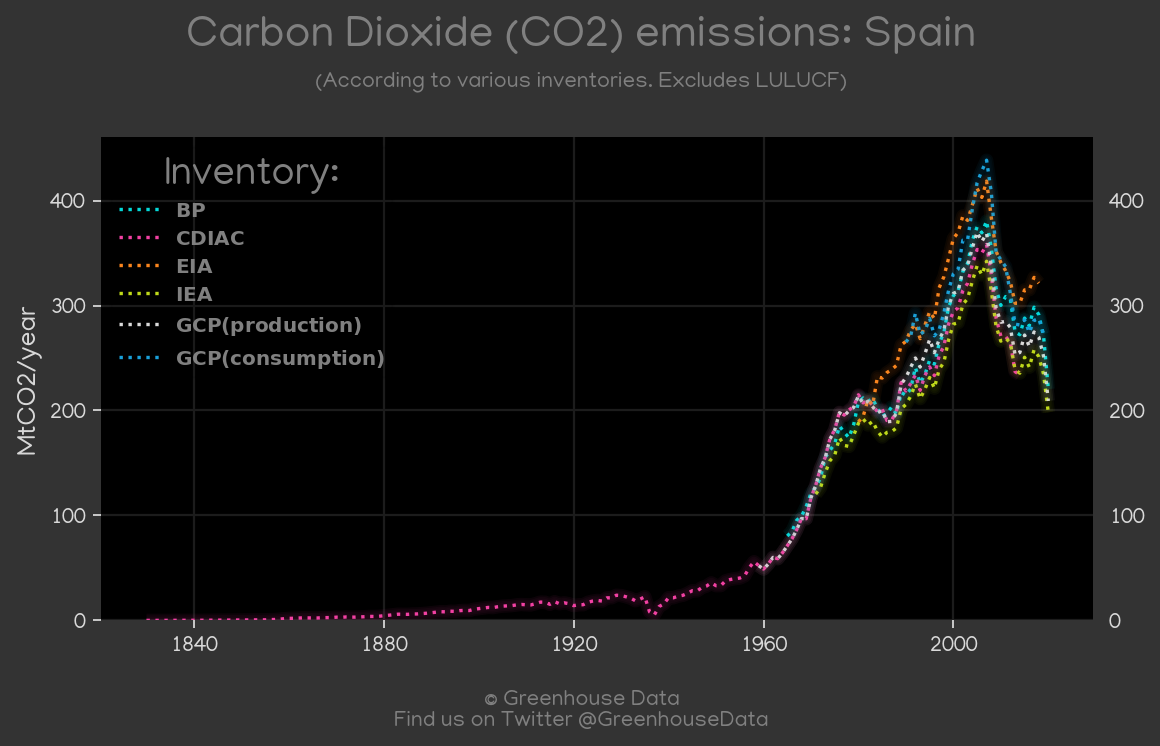 Carbon Dioxide (CO2) emissions: Spain
(According to various inventories. Excludes LULUCF)
Inventory:
BP
CDIAC
EIA
IEA
GCP(production)
GCP(consumption)
MtCO2/year
400
300
200
100
0
400
300
200
100
0
1840 1880 1920 1960 2000
© Greenhouse Data
Find us on Twitter @GreenhouseData